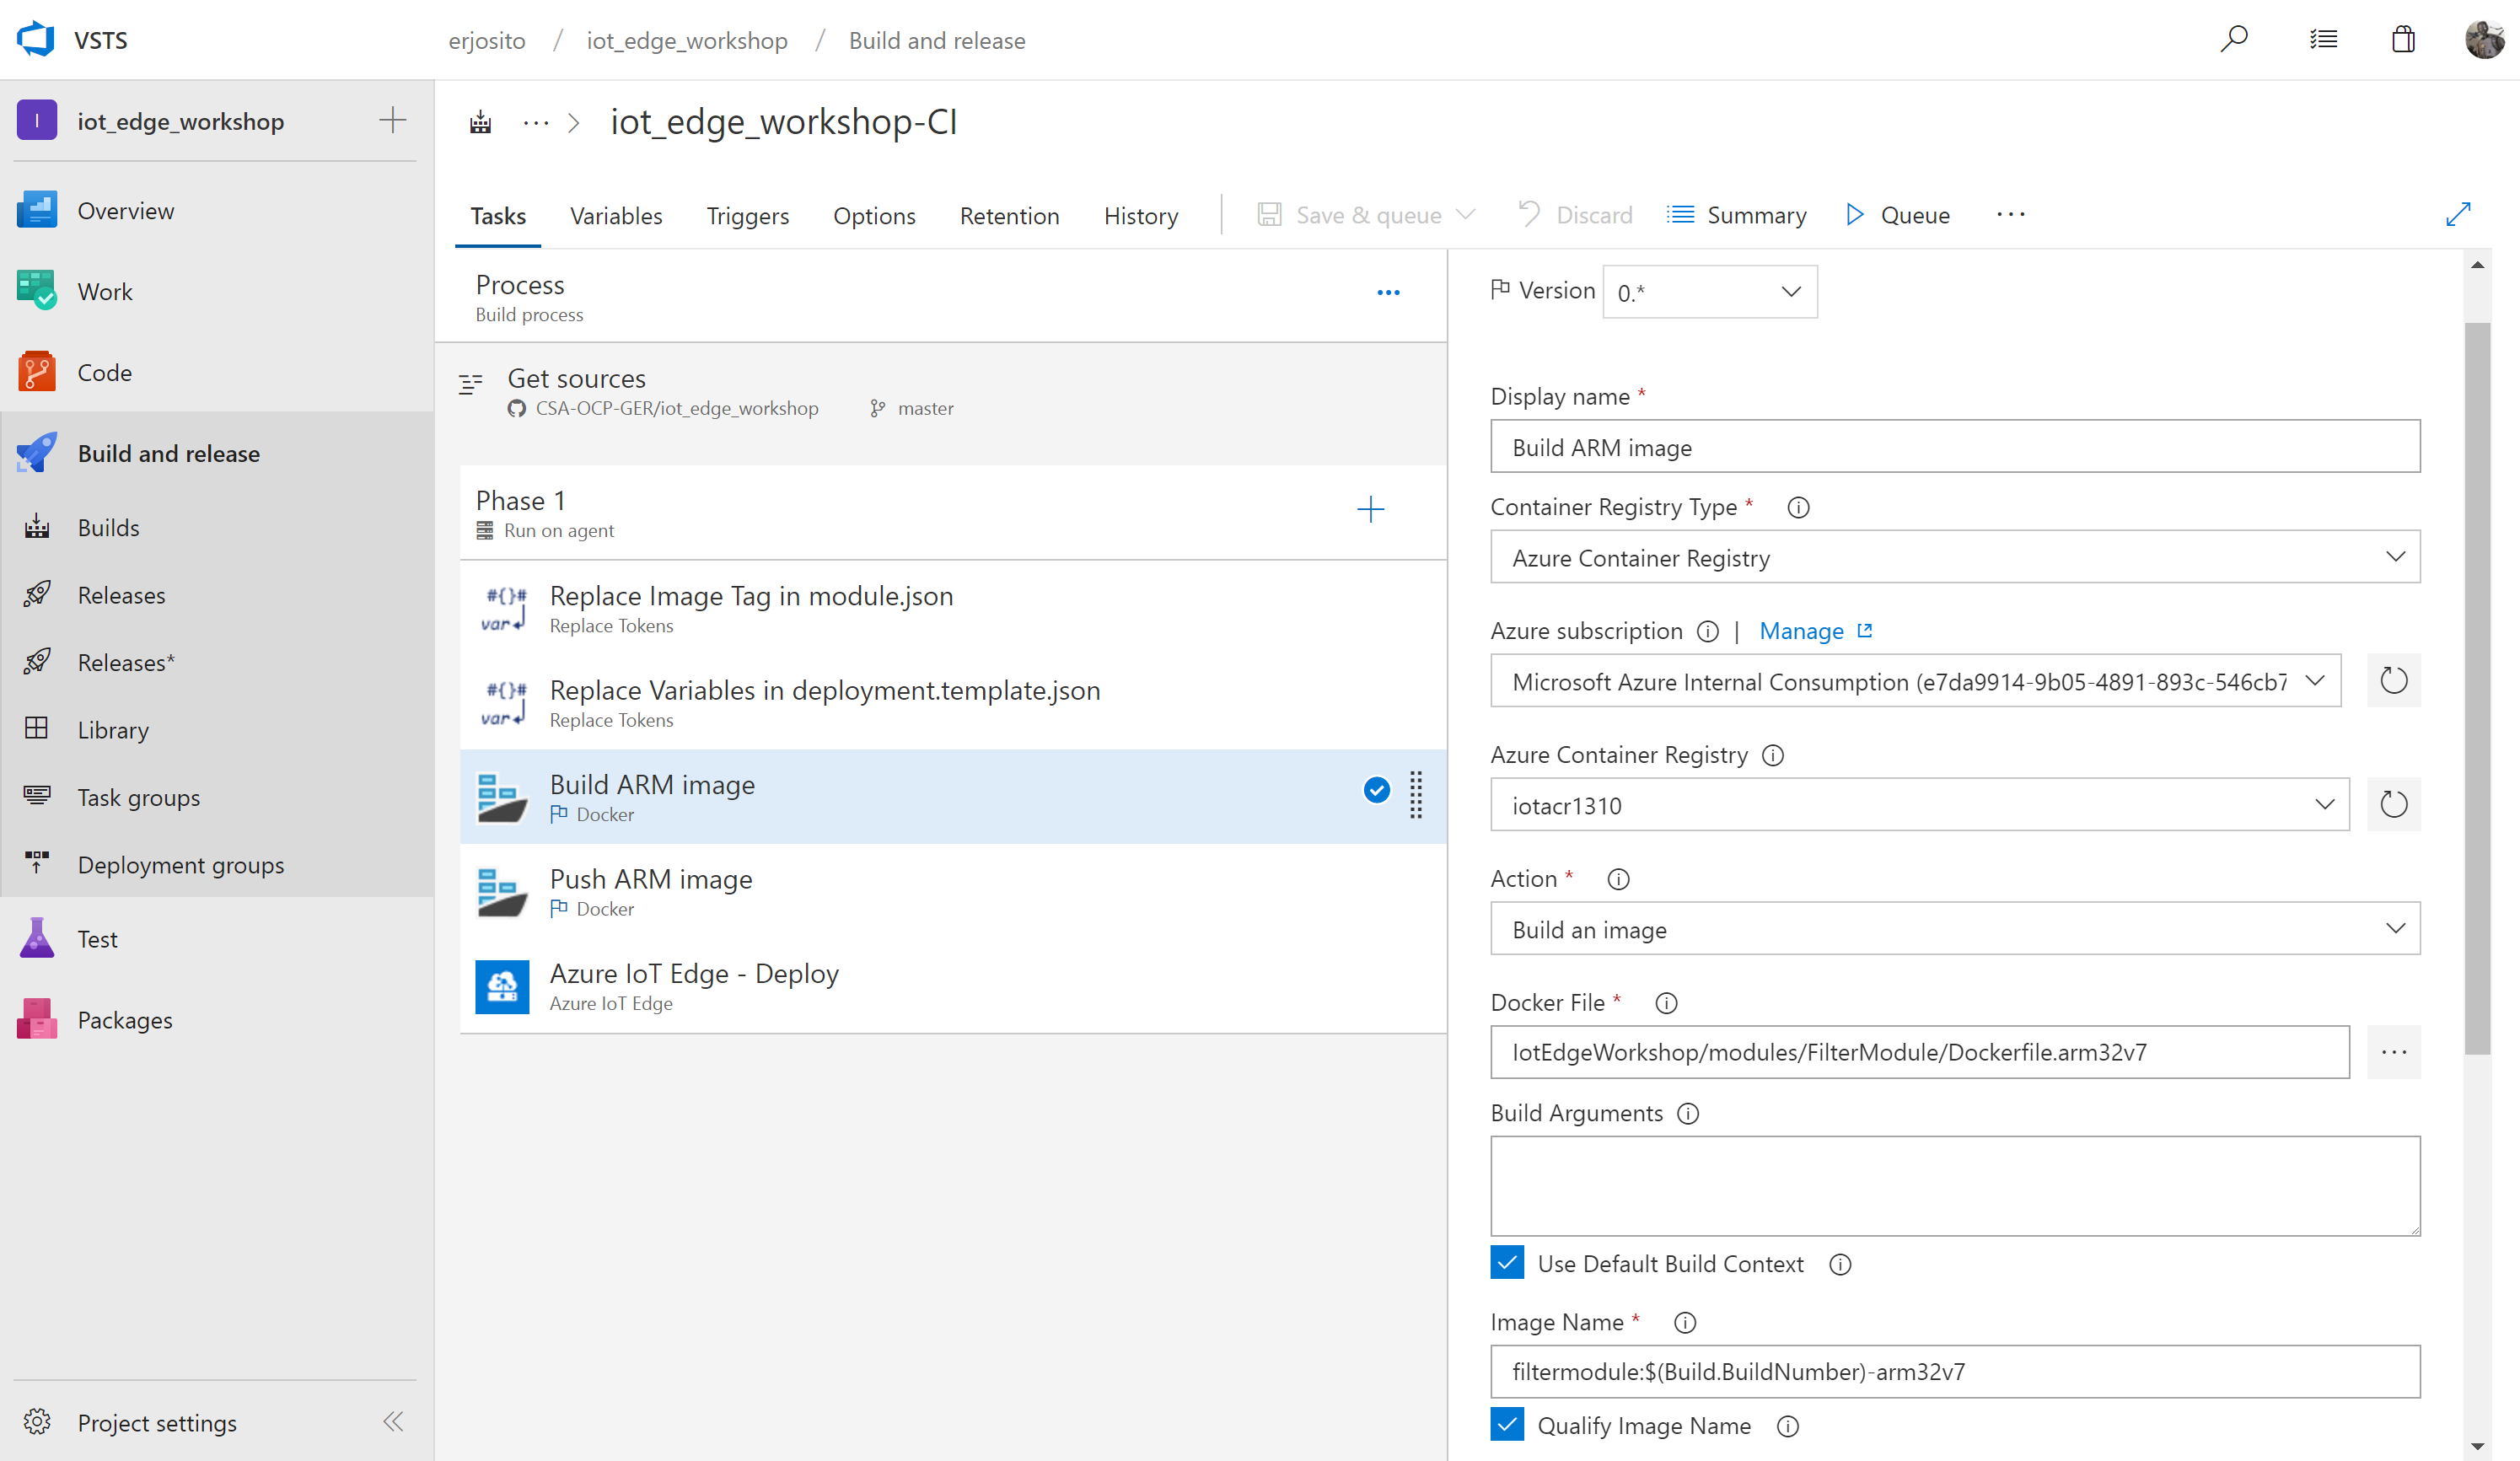 VSTS
erjosito / iot_edge_workshop / Build and release
I iot_edge_workshop
Overview
Work
Code
Build and release
Builds
Releases
Releases*
Library
Task groups
Deployment groups
Test
Packages
Project settings
··· > iot_edge_workshop-CI
Tasks Variables Triggers Options Retention History Save & queue Discard Summary Queue ···
Process
Build process
Get sources
CSA-OCP-GER/iot_edge_workshop master
Phase 1
Run on agent
#{}# Replace Image Tag in module.json
var Replace Tokens
#{}# Replace Variables in deployment.template.json
var Replace Tokens
Build ARM image
Docker
Push ARM image
Docker
Azure IoT Edge - Deploy
Azure IoT Edge
Version 0.*
Display name *
Build ARM image
Container Registry Type *
Azure Container Registry
Azure subscription | Manage
Microsoft Azure Internal Consumption (e7da9914-9b05-4891-893c-546cb7
Azure Container Registry
iotacr1310
Action *
Build an image
Docker File *
IotEdgeWorkshop/modules/FilterModule/Dockerfile.arm32v7 ···
Build Arguments
Use Default Build Context
Image Name *
filtermodule:$(Build.BuildNumber)-arm32v7
Qualify Image Name